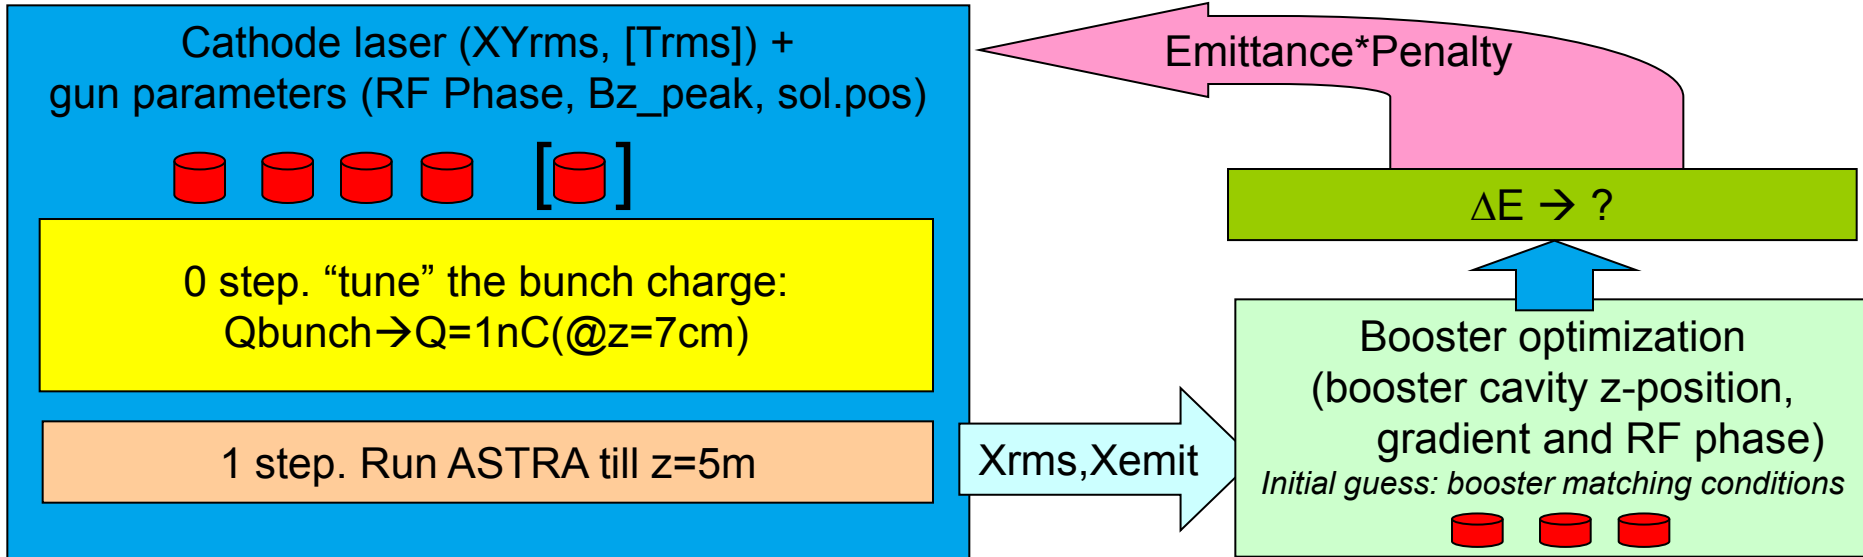 Cathode laser (XYrms, [Trms]) +
gun parameters (RF Phase, Bz_peak, sol.pos)
[ ]
0 step. “tune” the bunch charge:
Qbunch→Q=1nC(@z=7cm)
1 step. Run ASTRA till z=5m
Xrms,Xemit
Emittance*Penalty
ΔE → ?
Booster optimization
(booster cavity z-position,
gradient and RF phase)
Initial guess: booster matching conditions